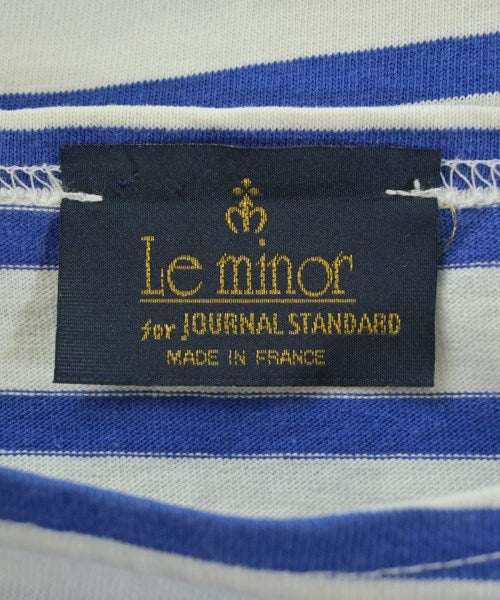 Le minor
for JOURNAL STANDARD
MADE IN FRANCE